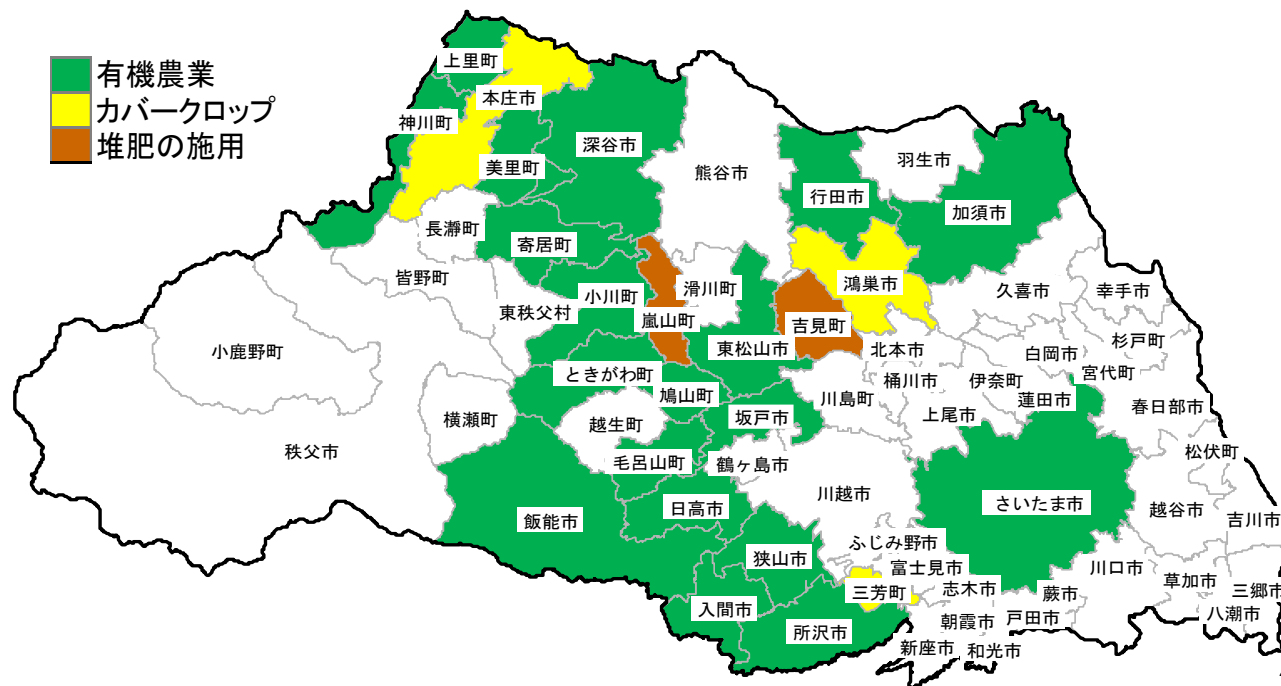 有機農業
カバークロップ
堆肥の施用
上里町
本庄市
神川町
美里町
深谷市
熊谷市
羽生市
行田市
加須市
長瀞町
寄居町
皆野町
小川町
東秩父村
滑川町
嵐山町
鴻巣市
吉見町
久喜市
幸手市
小鹿野町
東松山市
北本市
白岡市
杉戸町
ときがわ町
桶川市
伊奈町
宮代町
鳩山町
川島町
蓮田市
横瀬町
越生町
坂戸市
上尾市
春日部市
秩父市
毛呂山町
鶴ヶ島市
松伏町
川越市
さいたま市
日高市
飯能市
越谷市
吉川市
ふじみ野市
狭山市
富士見市
川口市
三芳町
志木市
蕨市
草加市
三郷市
入間市
所沢市
朝霞市
戸田市
八潮市
新座市
和光市